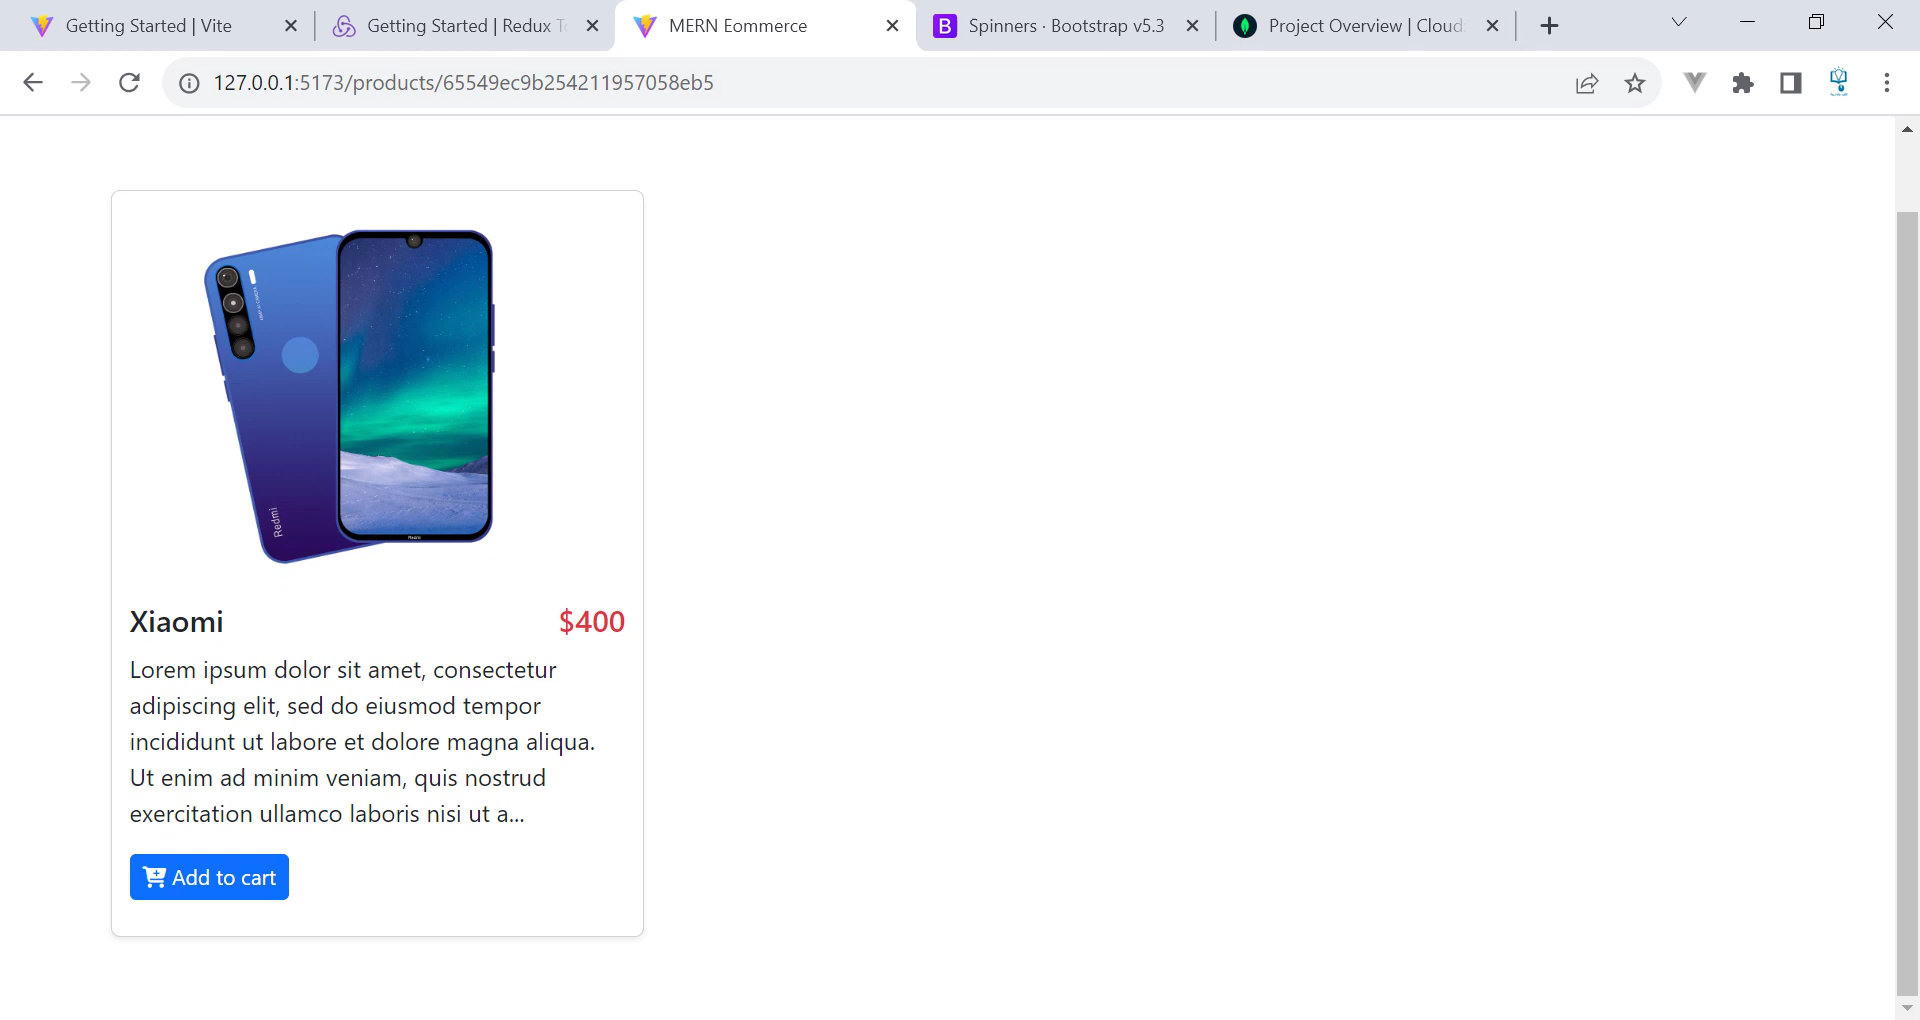 Getting Started | Vite
Getting Started | Redux To
MERN Eommerce
B Spinners · Bootstrap v5.3
Project Overview | Cloud:
127.0.0.1:5173/products/65549ec9b254211957058eb5
Redmi
Xiaomi
$400
Lorem ipsum dolor sit amet, consectetur
adipiscing elit, sed do eiusmod tempor
incididunt ut labore et dolore magna aliqua.
Ut enim ad minim veniam, quis nostrud
exercitation ullamco laboris nisi ut a...
Add to cart